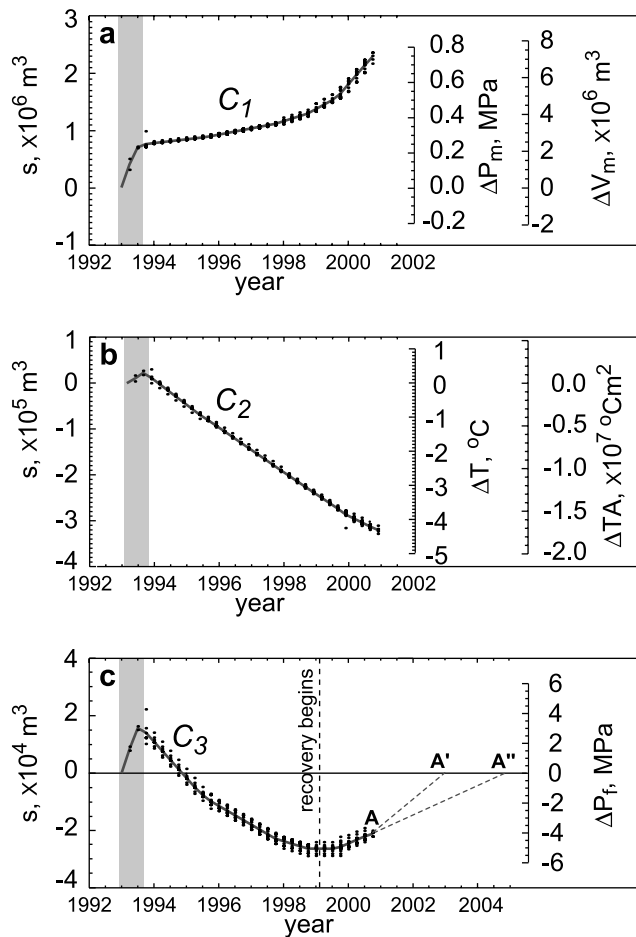 a
C1
s, x10^6 m^3
3
2
1
0
-1
1992 1994 1996 1998 2000 2002
year
0.8
0.6
0.4
0.2
0.0
-0.2
ΔPm, MPa
8
6
4
2
0
-2
ΔVm, x10^6 m^3
b
C2
s, x10^5 m^3
1
0
-1
-2
-3
-4
1992 1994 1996 1998 2000 2002
year
1
0
-1
-2
-3
-4
-5
ΔT, °C
0.0
-0.5
-1.0
-1.5
-2.0
ΔTA, x10^7 °Cm^2
c
C3
s, x10^4 m^3
4
2
0
-2
-4
recovery begins
A
A'
A"
1992 1994 1996 1998 2000 2002 2004
year
6
4
2
0
-2
-4
-6
ΔPf, MPa